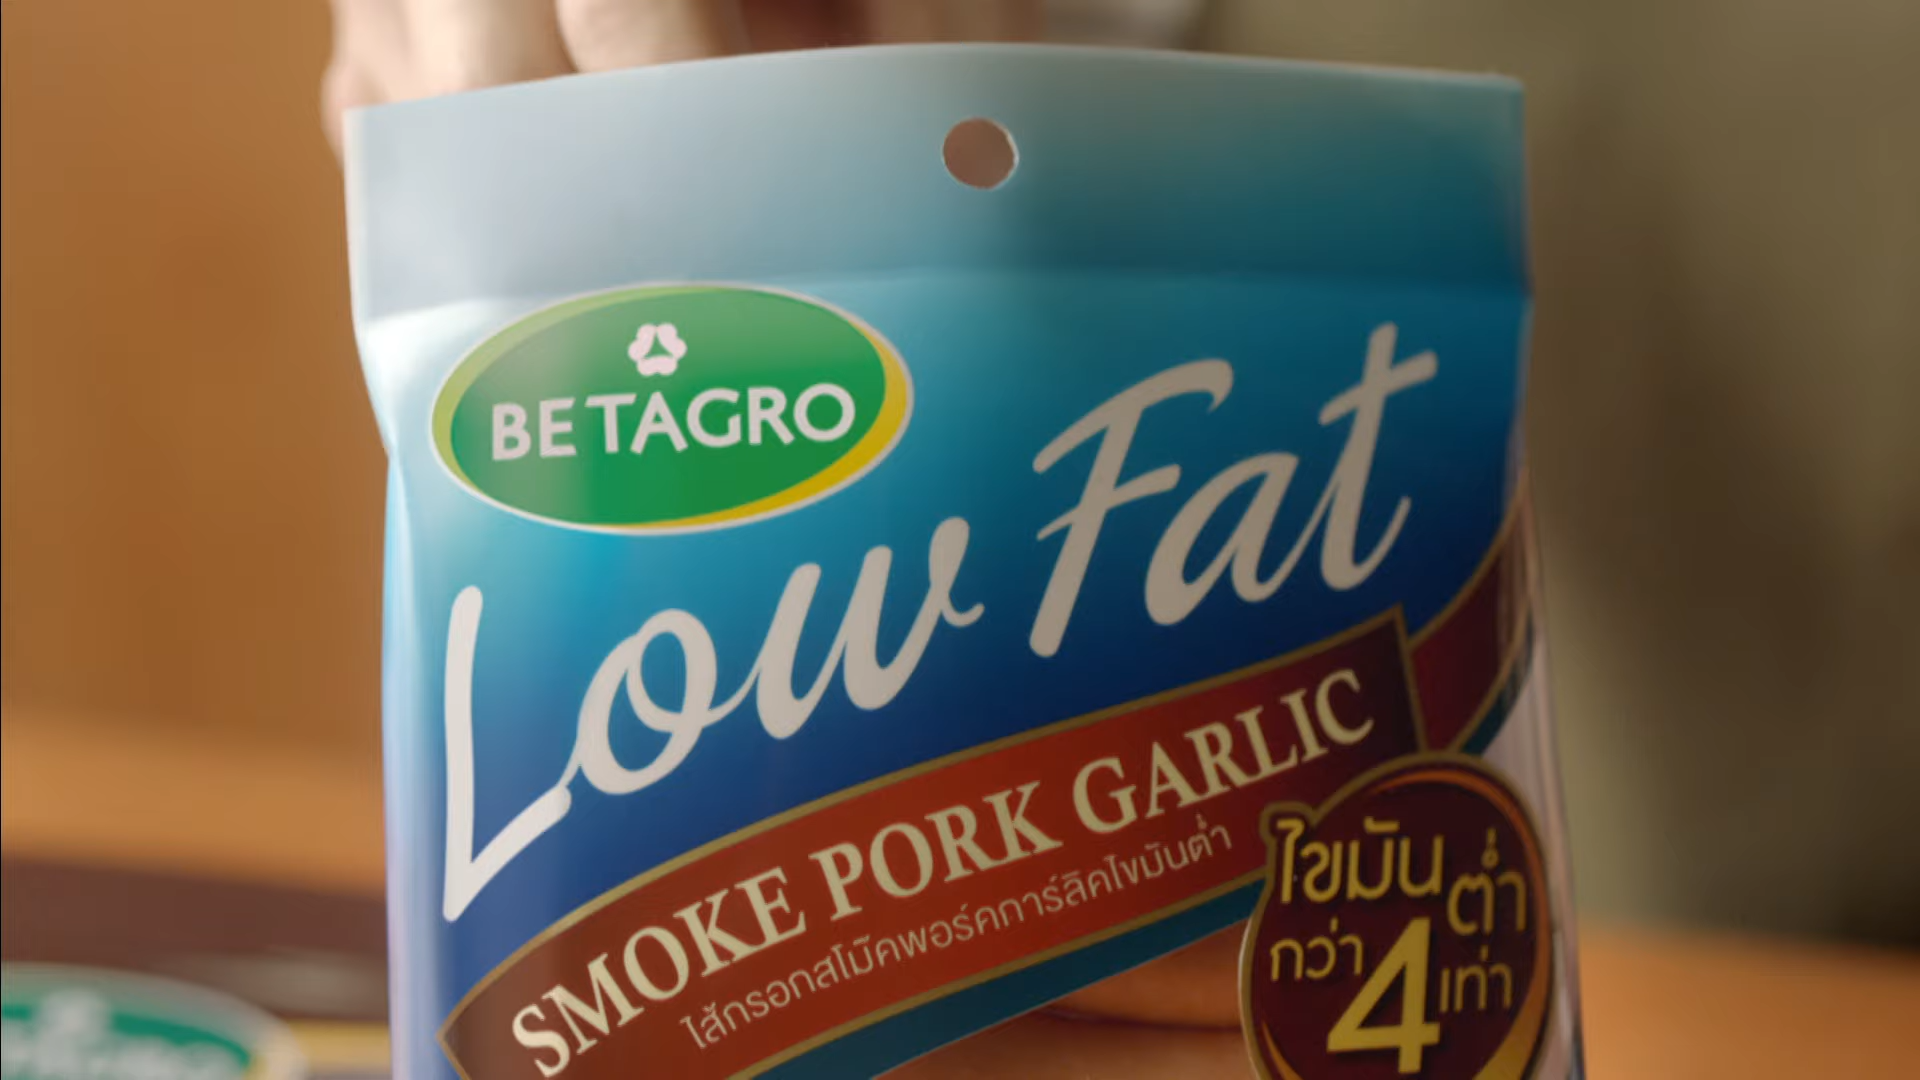 BETAGRO
Low Fat
SMOKE PORK GARLIC
ไส้กรอกสโม๊คพอร์คการ์ลิคไขมันต่ำ
ไขมันต่ำ
กว่า 4 เท่า